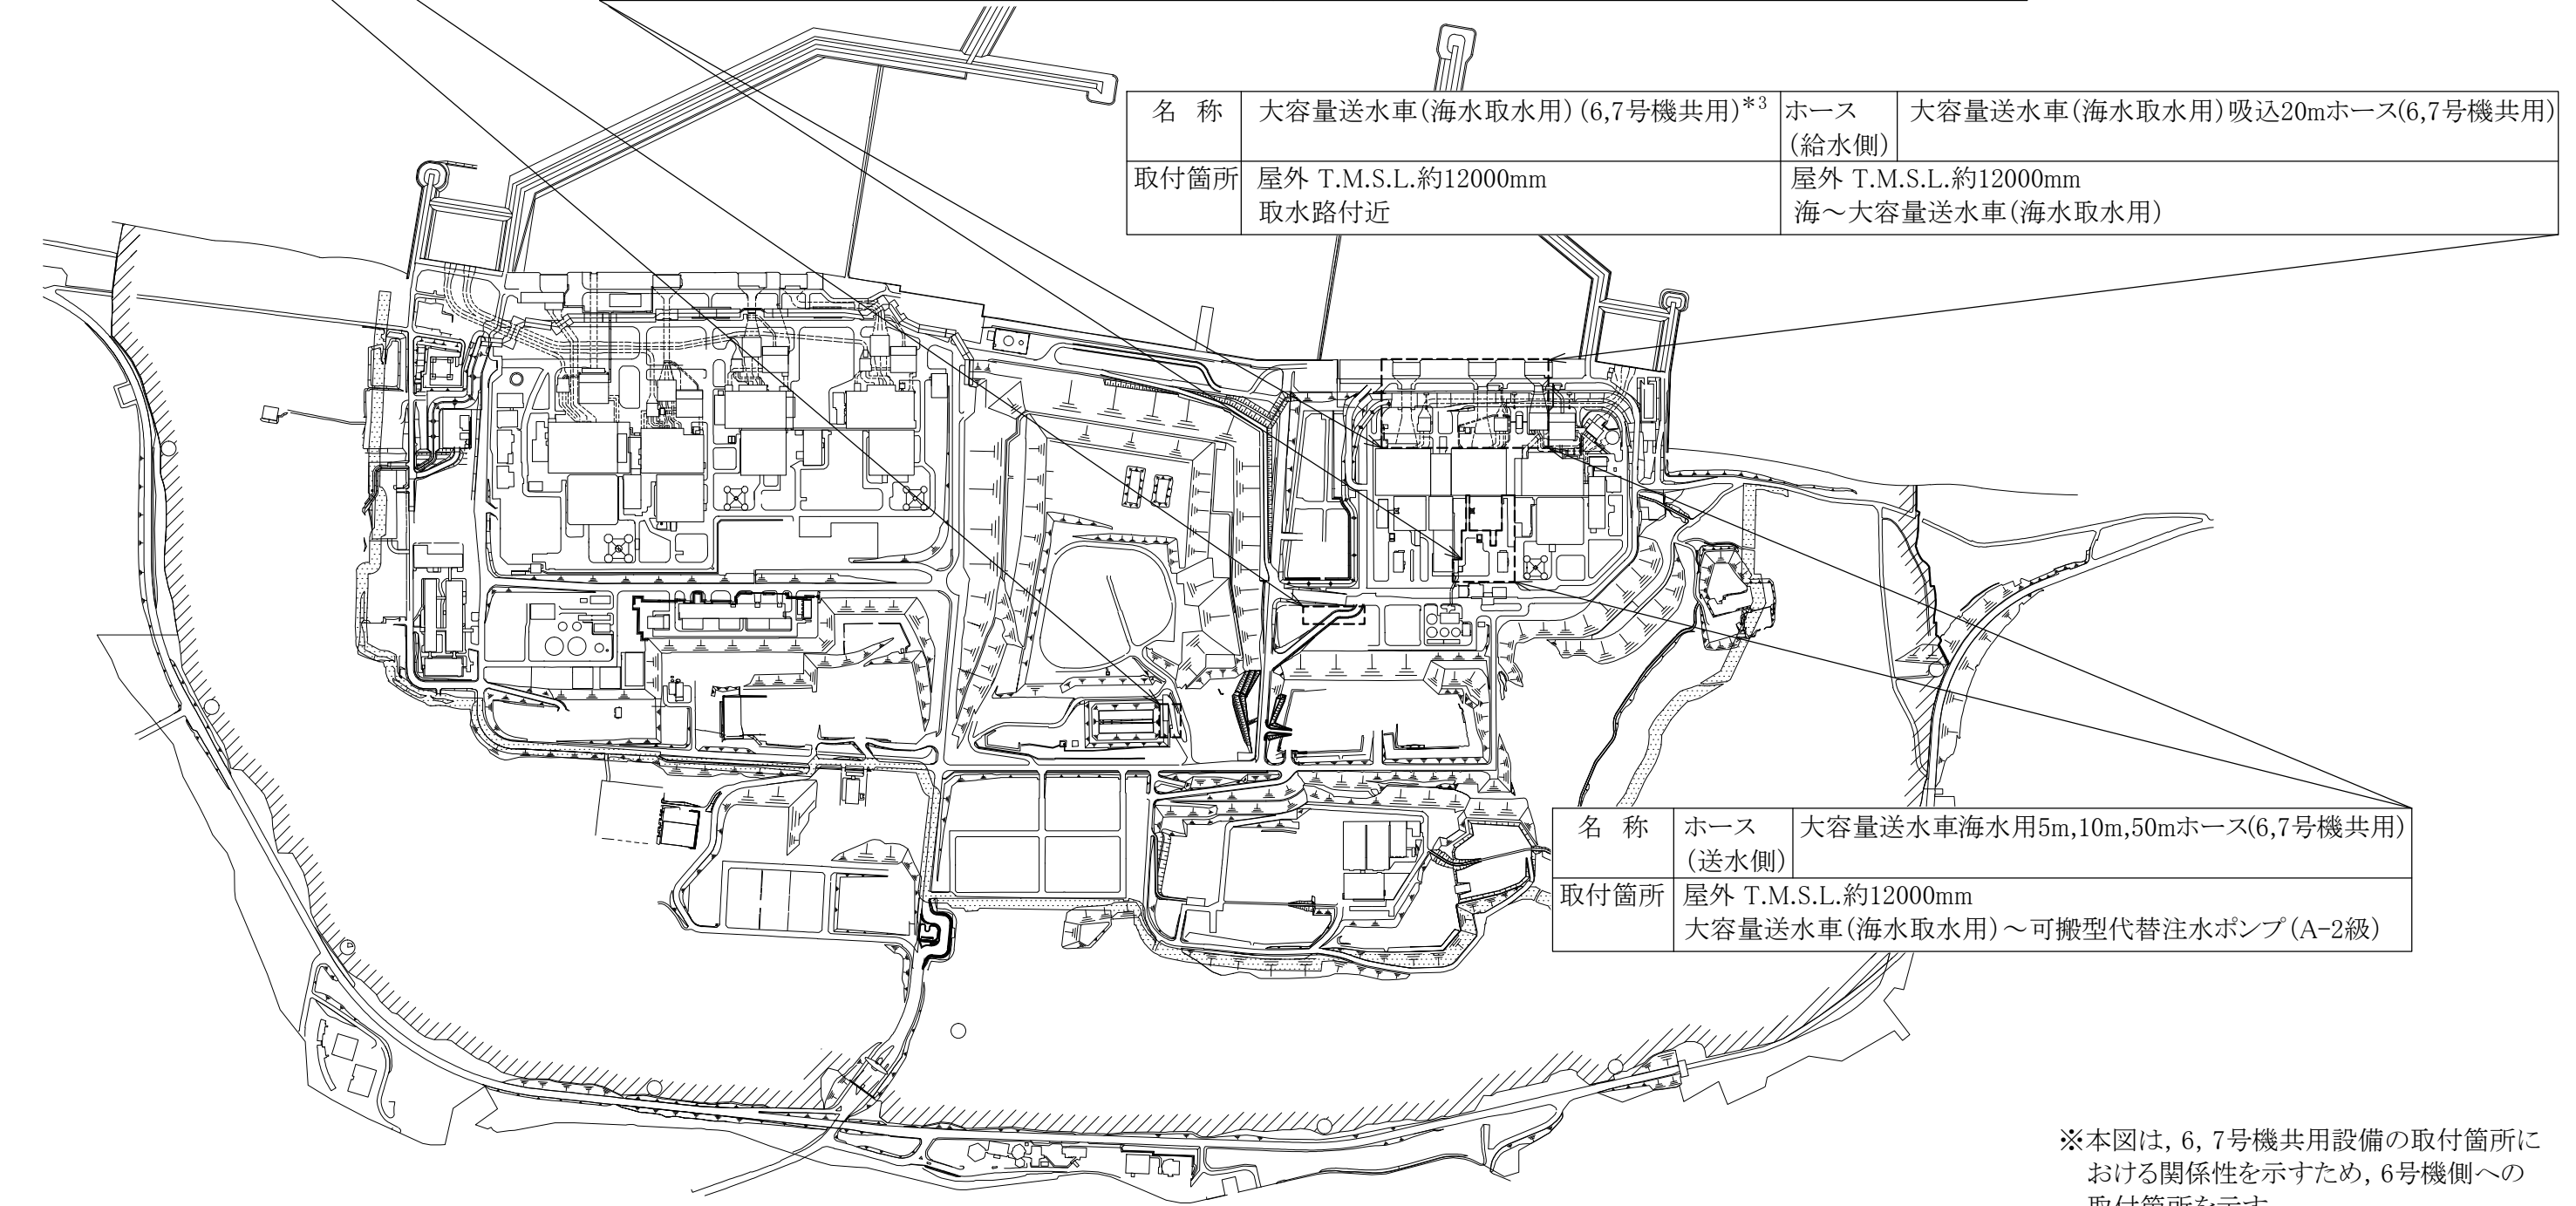 名 称 大容量送水車(海水取水用)(6,7号機共用)*3 ホース 大容量送水車(海水取水用)吸込20mホース(6,7号機共用)
(給水側)
取付箇所 屋外 T.M.S.L.約12000mm 屋外 T.M.S.L.約12000mm
取水路付近 海～大容量送水車(海水取水用)
名 称 ホース 大容量送水車海水用5m,10m,50mホース(6,7号機共用)
(送水側)
取付箇所 屋外 T.M.S.L.約12000mm
大容量送水車(海水取水用)～可搬型代替注水ポンプ(A-2級)
※本図は, 6, 7号機共用設備の取付箇所に
おける関係性を示すため, 6号機側への
取付箇所を示す